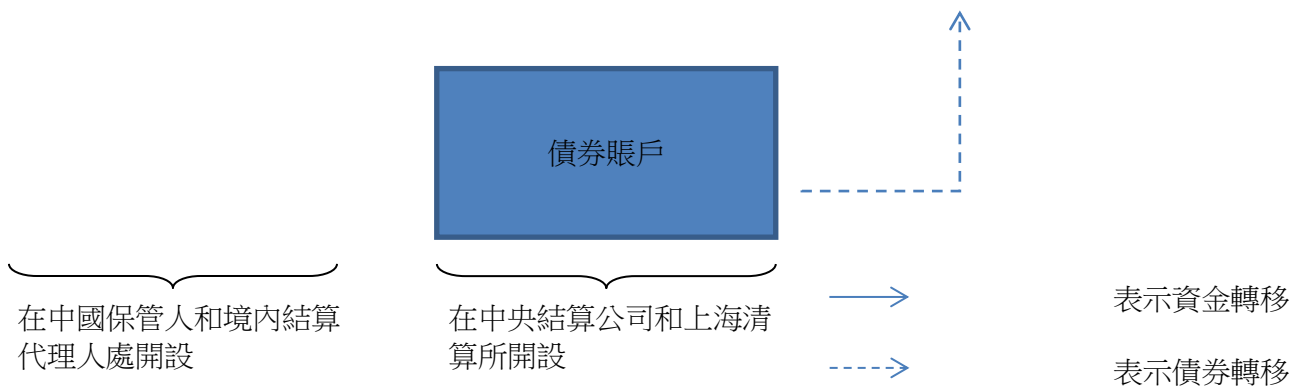 債券賬戶
在中國保管人和境內結算
代理人處開設
在中央結算公司和上海清
算所開設
表示資金轉移
表示債券轉移